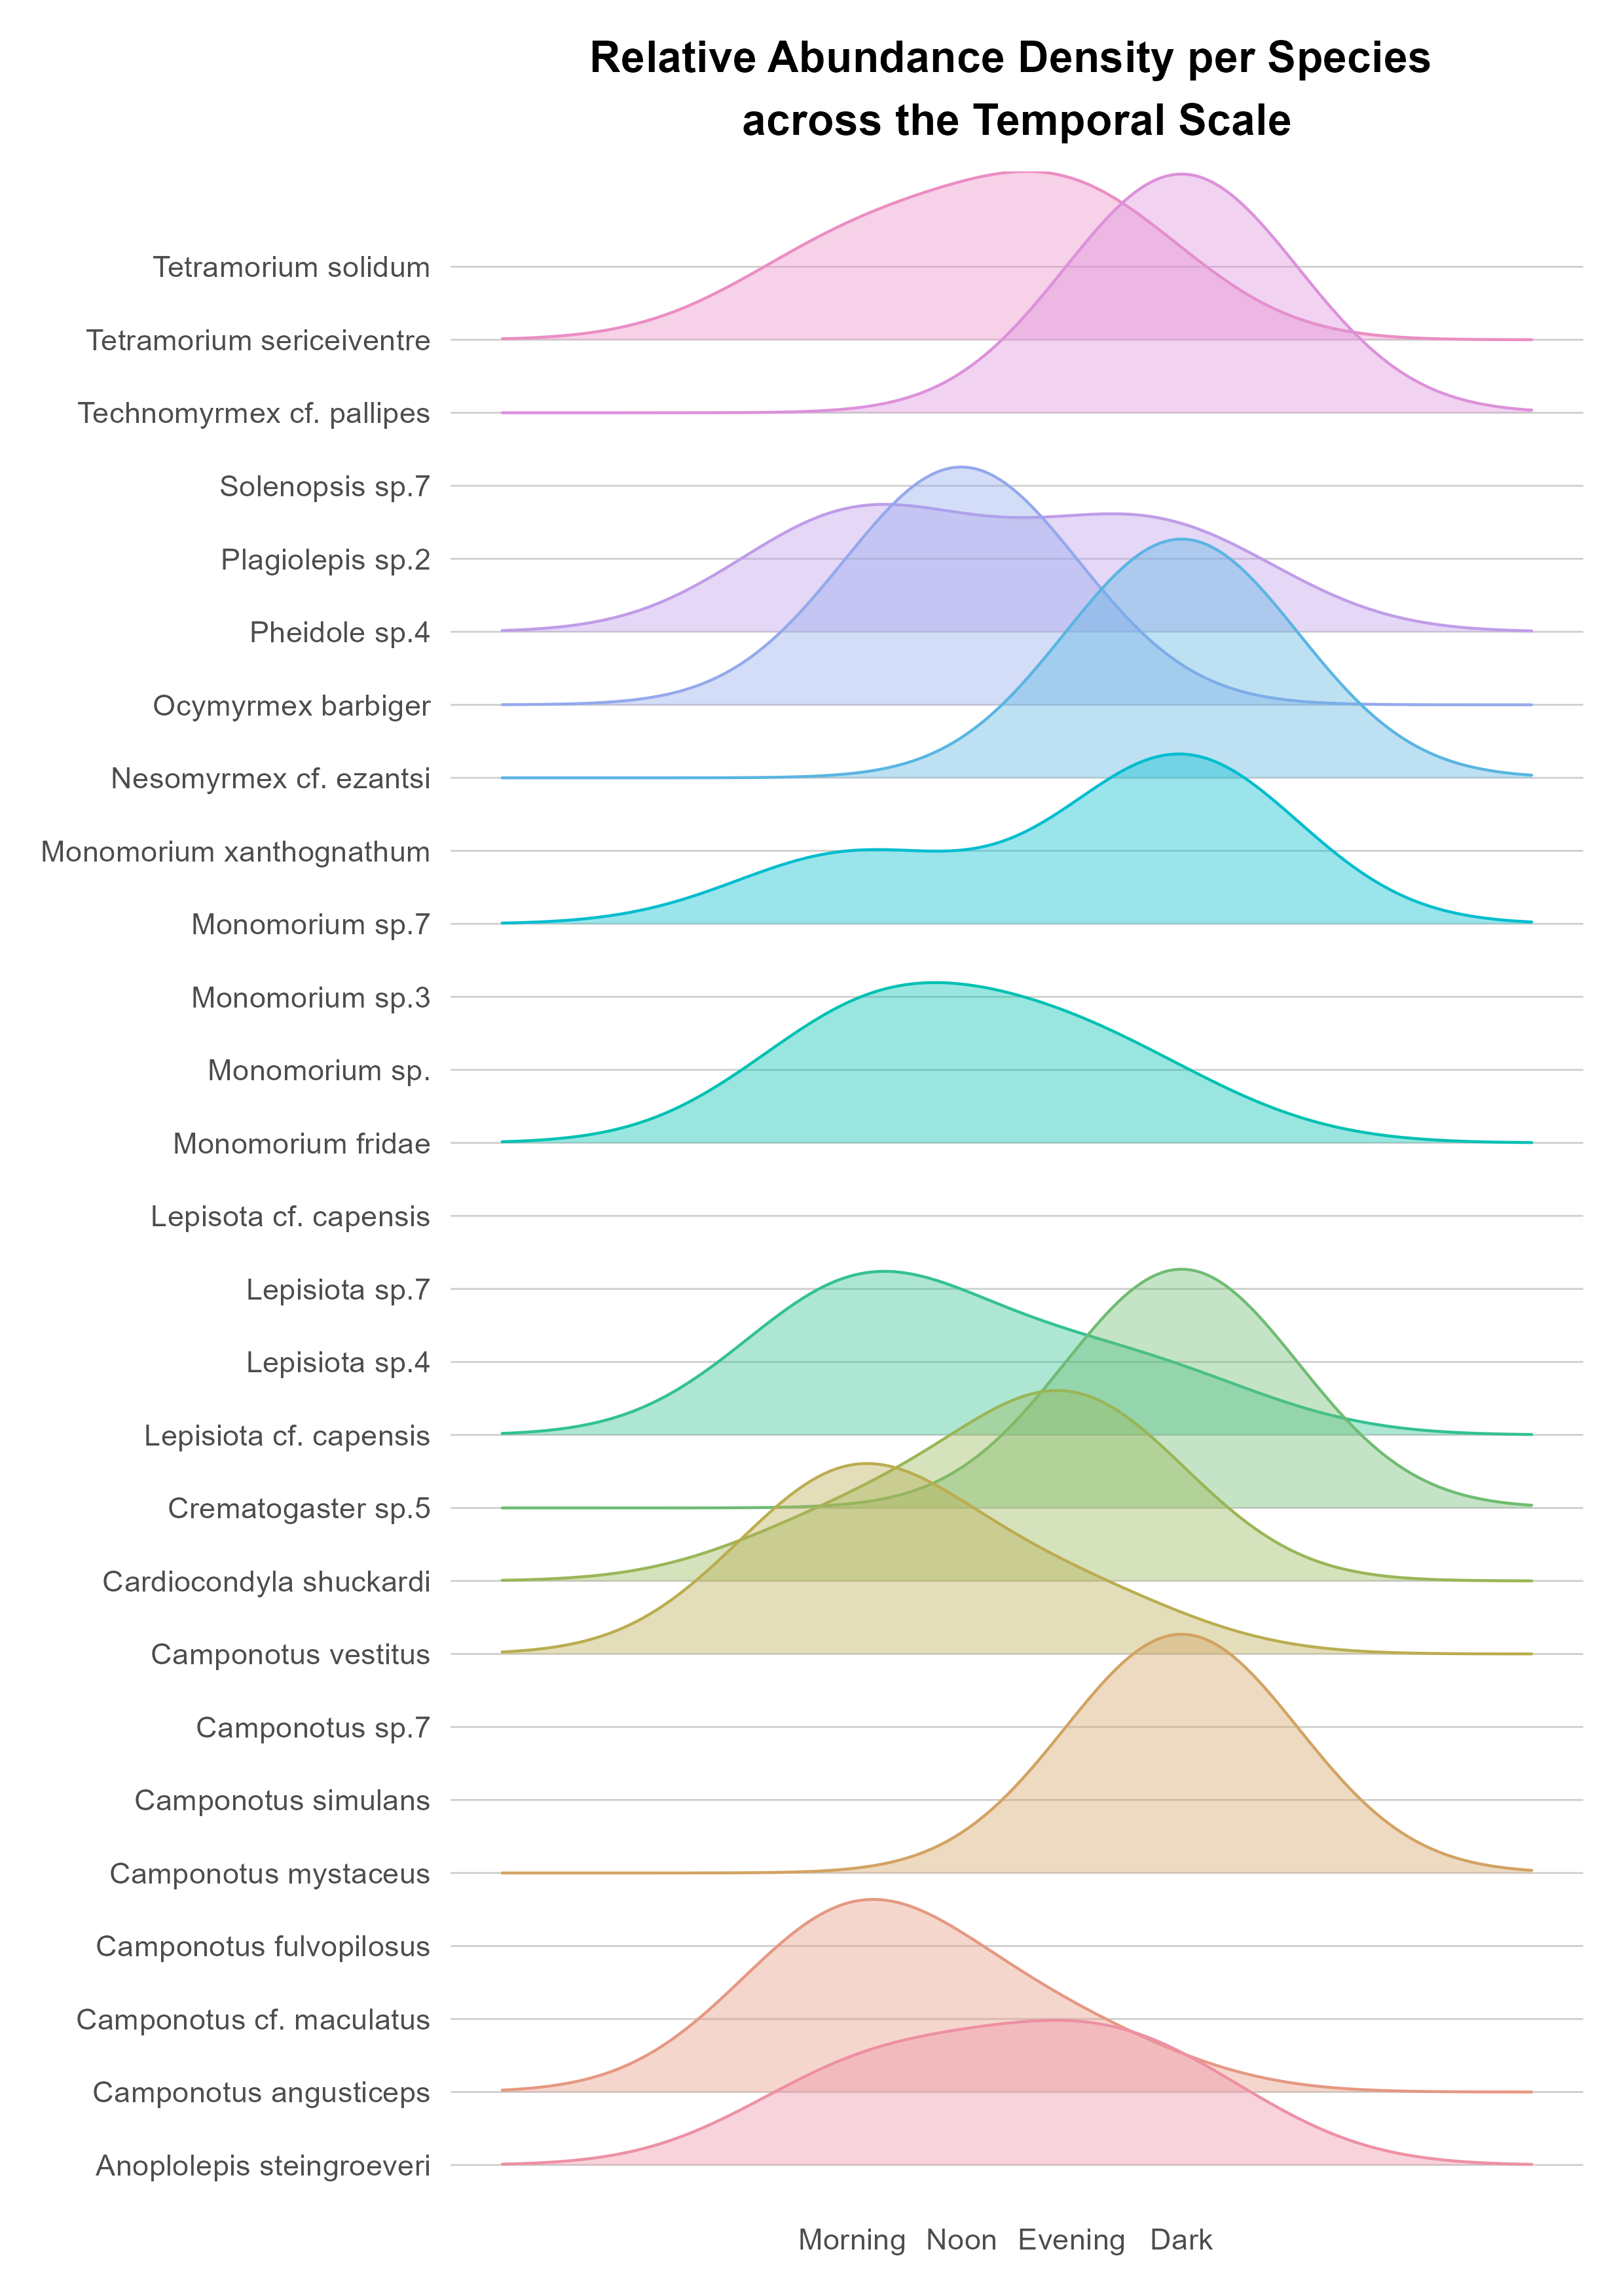 Relative Abundance Density per Species
across the Temporal Scale
Tetramorium solidum
Tetramorium sericeiventre
Technomyrmex cf. pallipes
Solenopsis sp.7
Plagiolepis sp.2
Pheidole sp.4
Ocymyrmex barbiger
Nesomyrmex cf. ezantsi
Monomorium xanthognathum
Monomorium sp.7
Monomorium sp.3
Monomorium sp.
Monomorium fridae
Lepisota cf. capensis
Lepisiota sp.7
Lepisiota sp.4
Lepisiota cf. capensis
Crematogaster sp.5
Cardiocondyla shuckardi
Camponotus vestitus
Camponotus sp.7
Camponotus simulans
Camponotus mystaceus
Camponotus fulvopilosus
Camponotus cf. maculatus
Camponotus angusticeps
Anoplolepis steingroeveri
Morning Noon Evening Dark